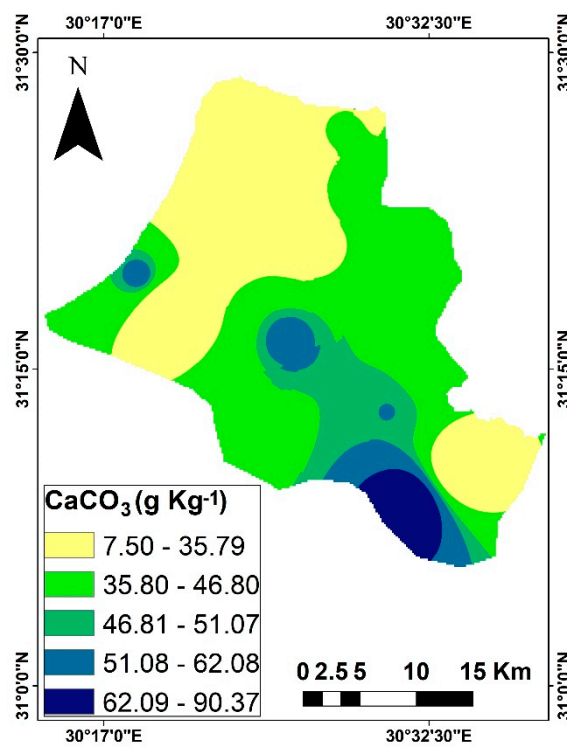 30°17'0"E 30°32'30"E
31°30'0"N 31°30'0"N
N
31°15'0"N 31°15'0"N
CaCO₃ (g Kg⁻¹)
7.50 - 35.79
35.80 - 46.80
46.81 - 51.07
51.08 - 62.08
62.09 - 90.37
0 2.5 5 10 15 Km
31°0'0"N 31°0'0"N
30°17'0"E 30°32'30"E